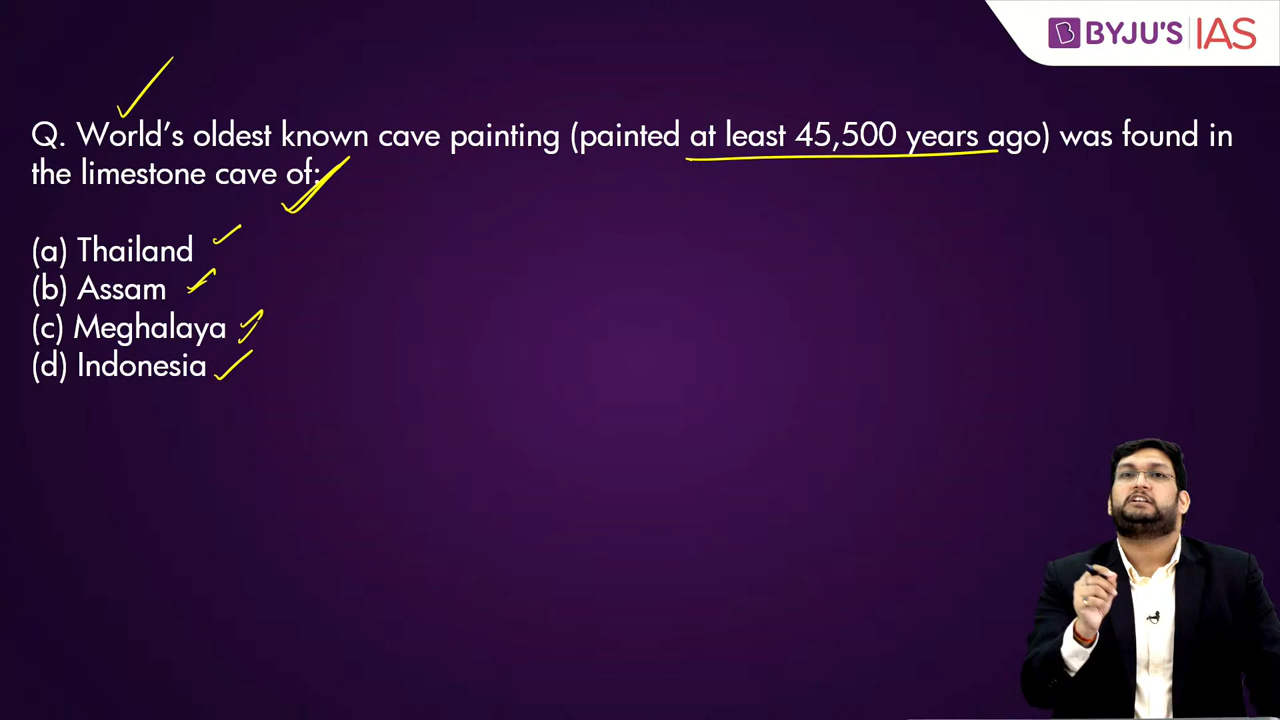 BYJU'S IAS
Q. World's oldest known cave painting (painted at least 45,500 years ago) was found in
the limestone cave of:
(a) Thailand
(b) Assam
(c) Meghalaya
(d) Indonesia